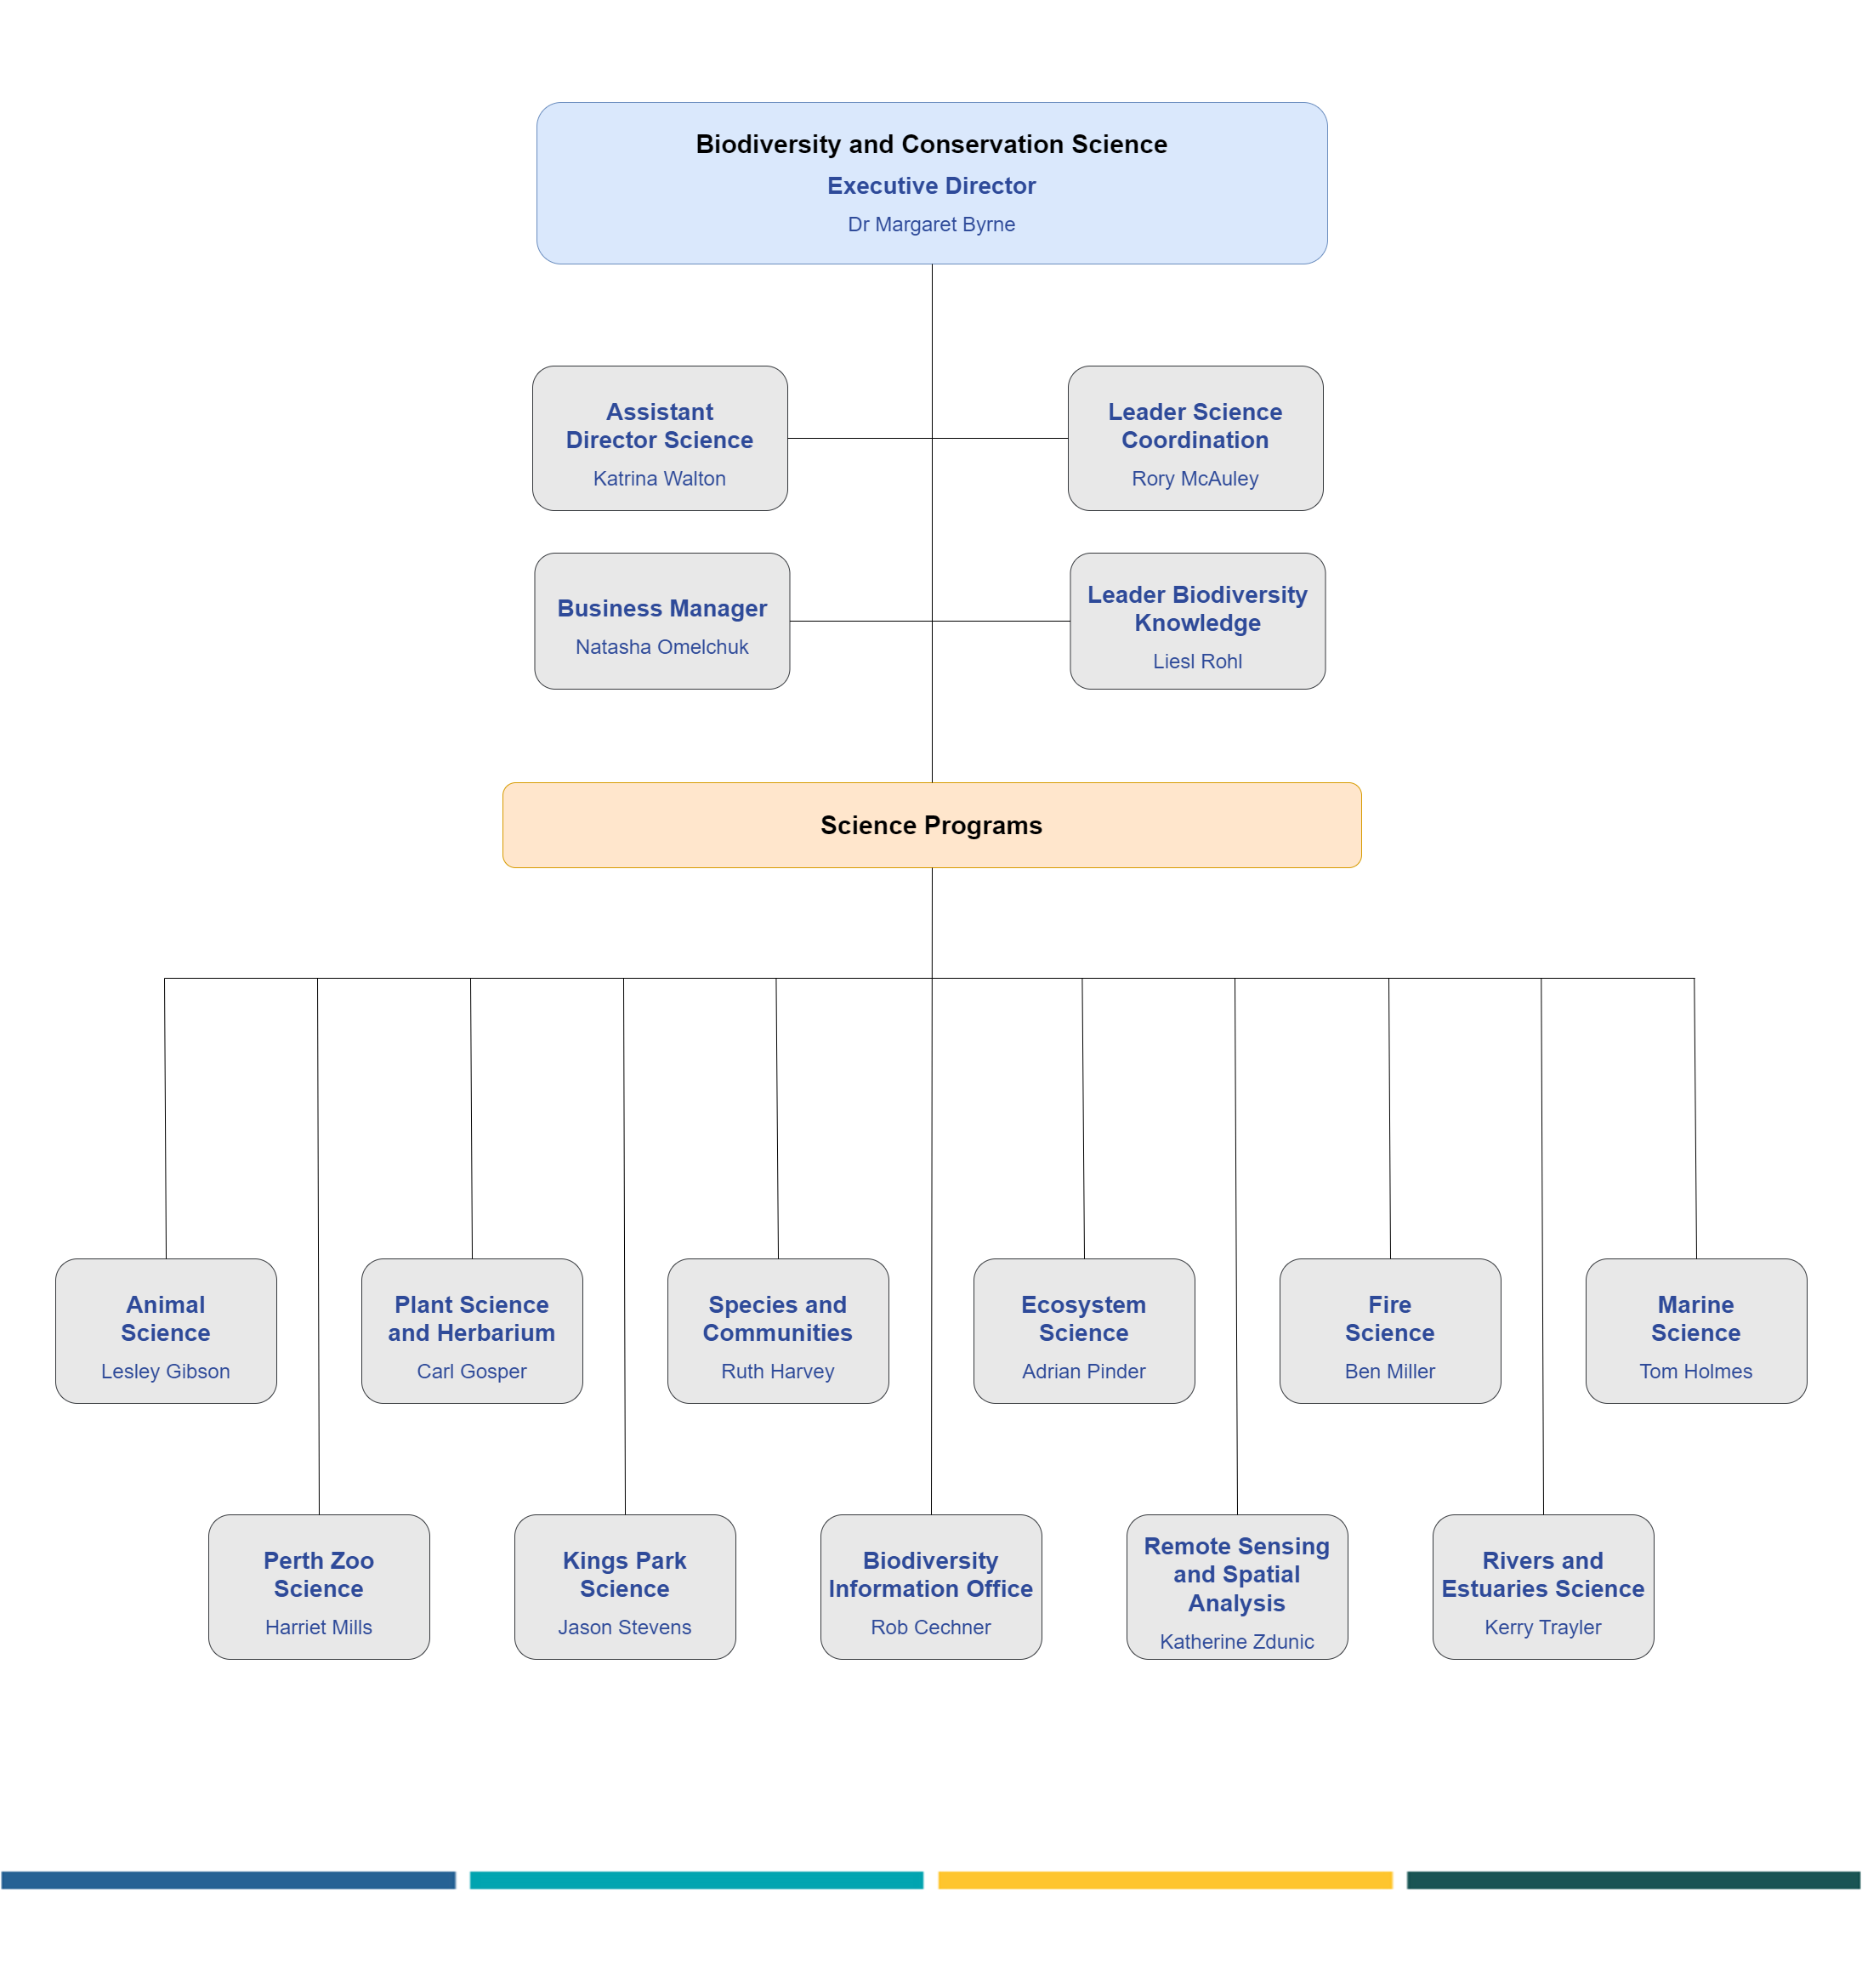 Biodiversity and Conservation Science
Executive Director
Dr Margaret Byrne
Assistant
Director Science
Katrina Walton
Leader Science
Coordination
Rory McAuley
Business Manager
Natasha Omelchuk
Leader Biodiversity
Knowledge
Liesl Rohl
Science Programs
Animal
Science
Lesley Gibson
Plant Science
and Herbarium
Carl Gosper
Species and
Communities
Ruth Harvey
Ecosystem
Science
Adrian Pinder
Fire
Science
Ben Miller
Marine
Science
Tom Holmes
Perth Zoo
Science
Harriet Mills
Kings Park
Science
Jason Stevens
Biodiversity
Information Office
Rob Cechner
Remote Sensing
and Spatial
Analysis
Katherine Zdunic
Rivers and
Estuaries Science
Kerry Trayler